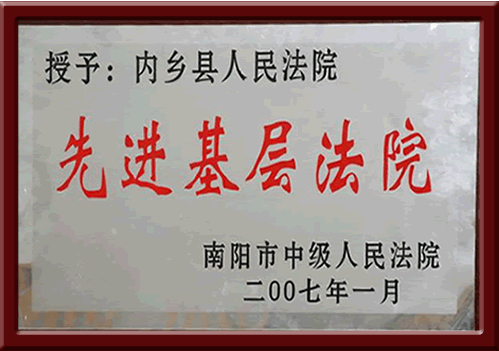 授予：内乡县人民法院
先进基层法院
南阳市中级人民法院
二00七年一月